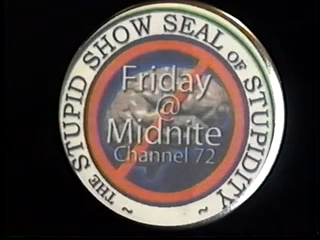 ~ THE STUPID SHOW SEAL OF STUPIDITY ~
Friday
@
Midnite
Channel 72